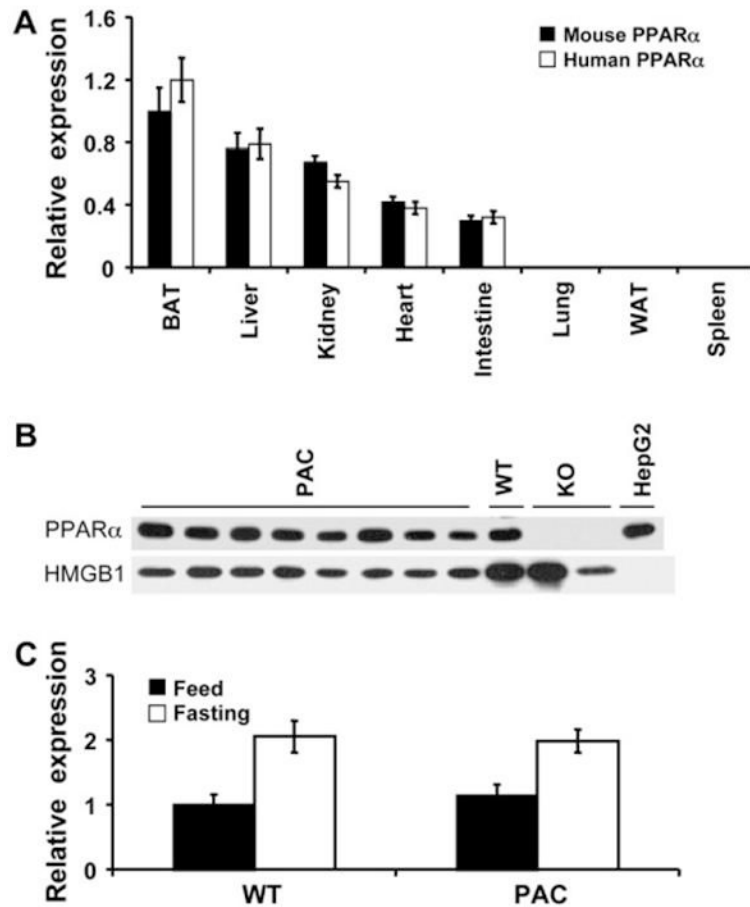 A
Relative expression
1.6
1.2
0.8
0.4
0
Mouse PPARα
Human PPARα
BAT
Liver
Kidney
Heart
Intestine
Lung
WAT
Spleen
B
PAC
WT
KO
HepG2
PPARα
HMGB1
C
Relative expression
3
2
1
0
Feed
Fasting
WT
PAC